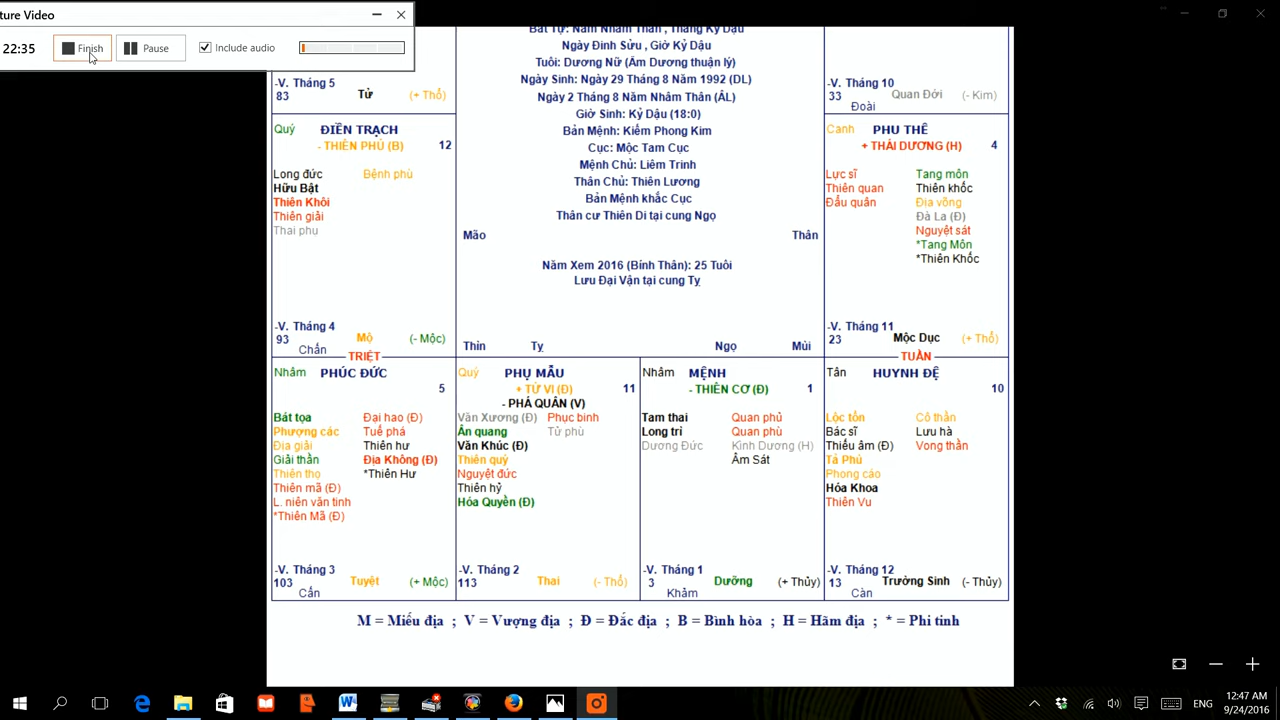 ture Video
22:35 Finish Pause Include audio
Bát Tự: Năm Nhâm Thân , Tháng Kỷ Dậu
Ngày Đinh Sửu , Giờ Kỷ Dậu
Tuổi: Dương Nữ (Âm Dương thuận lý)
Ngày Sinh: Ngày 29 Tháng 8 Năm 1992 (DL)
Ngày 2 Tháng 8 Năm Nhâm Thân (ÂL)
Giờ Sinh: Kỷ Dậu (18:0)
Bản Mệnh: Kiếm Phong Kim
Cục: Mộc Tam Cục
Mệnh Chủ: Liêm Trinh
Thân Chủ: Thiên Lương
Bản Mệnh khắc Cục
Thân cư Thiên Di tại cung Ngọ
Mão Thân
Năm Xem 2016 (Bính Thân): 25 Tuổi
Lưu Đại Vận tại cung Tỵ
Thìn Tỵ Ngọ Mùi
-V. Tháng 5
83 Tử (+ Thổ)
-V. Tháng 10
33 Quan Đới (- Kim)
Đoài
Quý ĐIỀN TRẠCH
- THIÊN PHỦ (B) 12
Long đức Bệnh phù
Hữu Bật
Thiên Khôi
Thiên giải
Thai phụ
-V. Tháng 4
93 Mộ (- Mộc)
Chấn
TRIỆT
Canh PHU THÊ
+ THÁI DƯƠNG (H) 4
Lực sĩ Tang môn
Thiên quan Thiên khốc
Đẩu quân Địa võng
Đà La (Đ)
Nguyệt sát
*Tang Môn
*Thiên Khốc
-V. Tháng 11
23 Mộc Dục (+ Thổ)
TUẦN
Nhâm PHÚC ĐỨC
5
Bát tọa Đại hao (Đ)
Phượng các Tuế phá
Địa giải Thiên hư
Giải thần Địa Không (Đ)
Thiên thọ *Thiên Hư
Thiên mã (Đ)
L. niên văn tinh
*Thiên Mã (Đ)
-V. Tháng 3
103 Tuyệt (+ Mộc)
Cấn
Quý PHỤ MẪU
+ TỬ VI (Đ) 11
- PHÁ QUÂN (V)
Văn Xương (Đ) Phục binh
Ân quang Tử phù
Văn Khúc (Đ)
Thiên quý
Nguyệt đức
Thiên hỷ
Hóa Quyền (Đ)
-V. Tháng 2
113 Thai (- Thổ)
Nhâm MỆNH
- THIÊN CƠ (Đ) 1
Tam thai Quan phủ
Long trì Quan phù
Dương Đức Kình Dương (H)
Âm Sát
-V. Tháng 1
3 Dưỡng (+ Thủy)
Khảm
Tân HUYNH ĐỆ
10
Lộc tồn Cô thần
Bác sĩ Lưu hà
Thiếu âm (Đ) Vong thần
Tả Phù
Phong cáo
Hóa Khoa
Thiên Vu
-V. Tháng 12
13 Trường Sinh (- Thủy)
Càn
M = Miếu địa ; V = Vượng địa ; Đ = Đắc địa ; B = Bình hòa ; H = Hãm địa ; * = Phi tinh
ENG
12:47 AM
9/24/2016